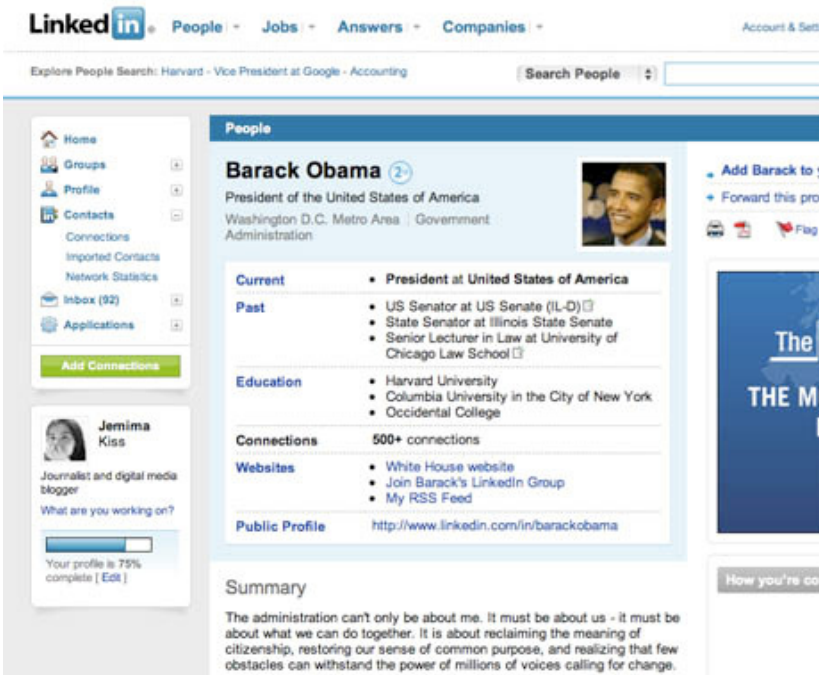 Linked in
People Jobs Answers Companies
Account & Sett
Explore People Search: Harvard - Vice President at Google - Accounting
Search People
Home
Groups
Profile
Contacts
Connections
Imported Contacts
Network Statistics
Inbox (92)
Applications
Add Connections
Jemima
Kiss
Journalist and digital media
blogger
What are you working on?
Your profile is 75%
complete [ Edit ]
People
Barack Obama 2
President of the United States of America
Washington D.C. Metro Area | Government
Administration
Current • President at United States of America
Past • US Senator at US Senate (IL-D)
• State Senator at Illinois State Senate
• Senior Lecturer in Law at University of
Chicago Law School
Education • Harvard University
• Columbia University in the City of New York
• Occidental College
Connections 500+ connections
Websites • White House website
• Join Barack's LinkedIn Group
• My RSS Feed
Public Profile http://www.linkedin.com/in/barackobama
Summary
The administration can't only be about me. It must be about us - it must be
about what we can do together. It is about reclaiming the meaning of
citizenship, restoring our sense of common purpose, and realizing that few
obstacles can withstand the power of millions of voices calling for change.
Add Barack to
Forward this pro
Flag
The
THE M
How you're co